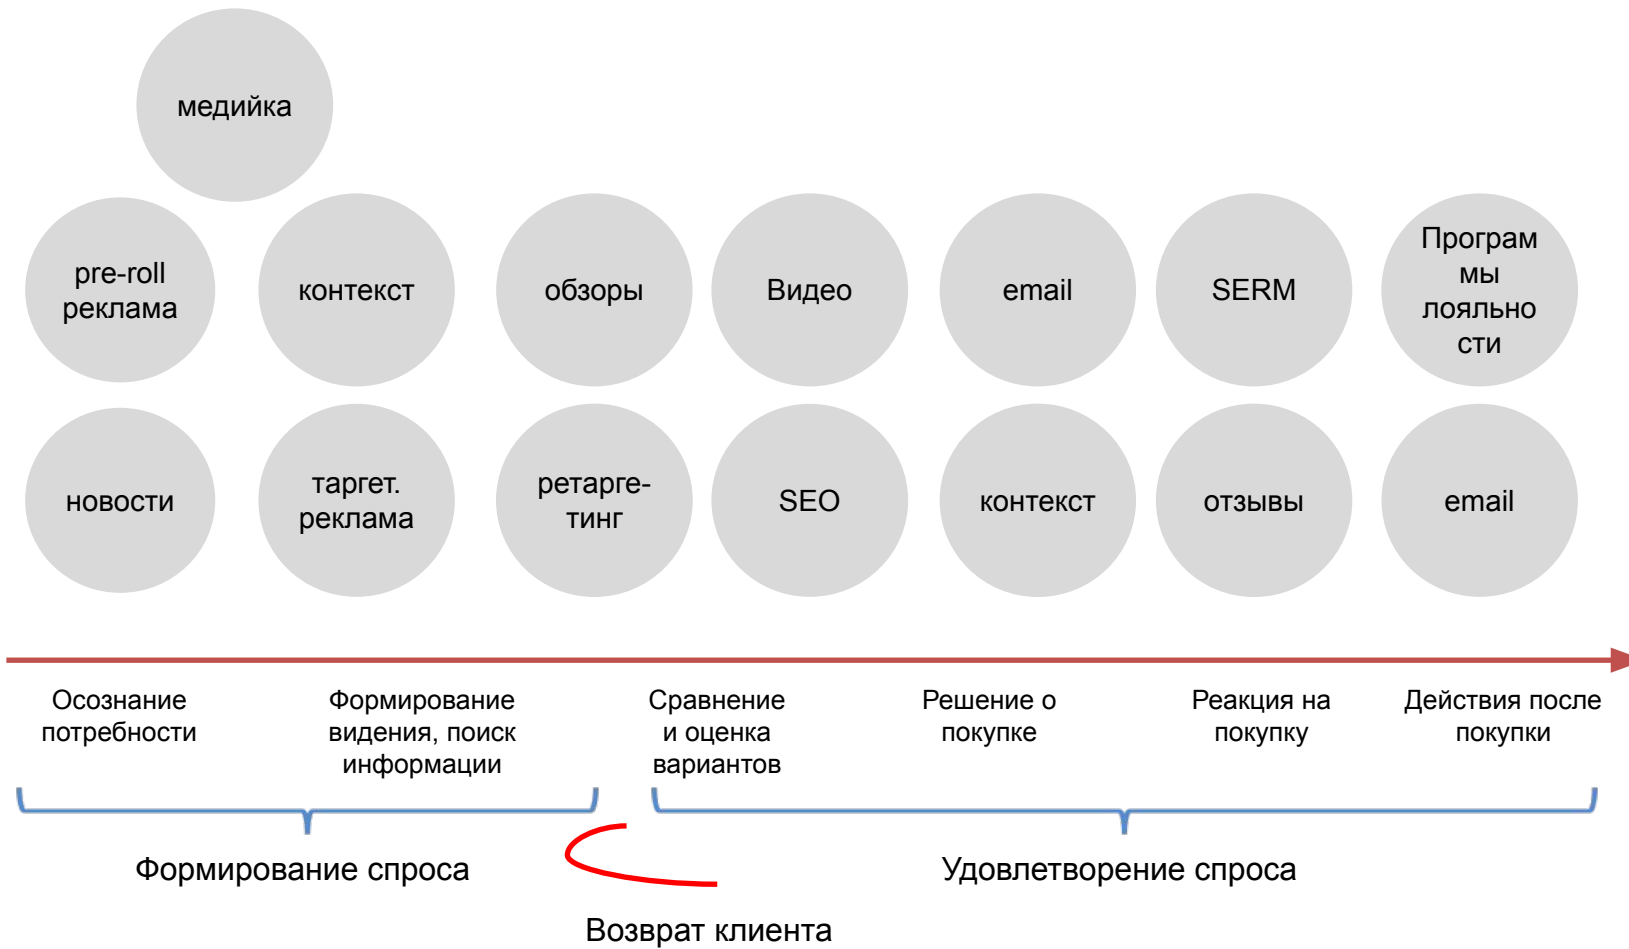 медийка
pre-roll
реклама
контекст
обзоры
Видео
email
SERM
Програм
мы
лояльно
сти
новости
таргет.
реклама
ретарге-
тинг
SEO
контекст
отзывы
email
Осознание
потребности
Формирование
видения, поиск
информации
Сравнение
и оценка
вариантов
Решение о
покупке
Реакция на
покупку
Действия после
покупки
Формирование спроса
Удовлетворение спроса
Возврат клиента